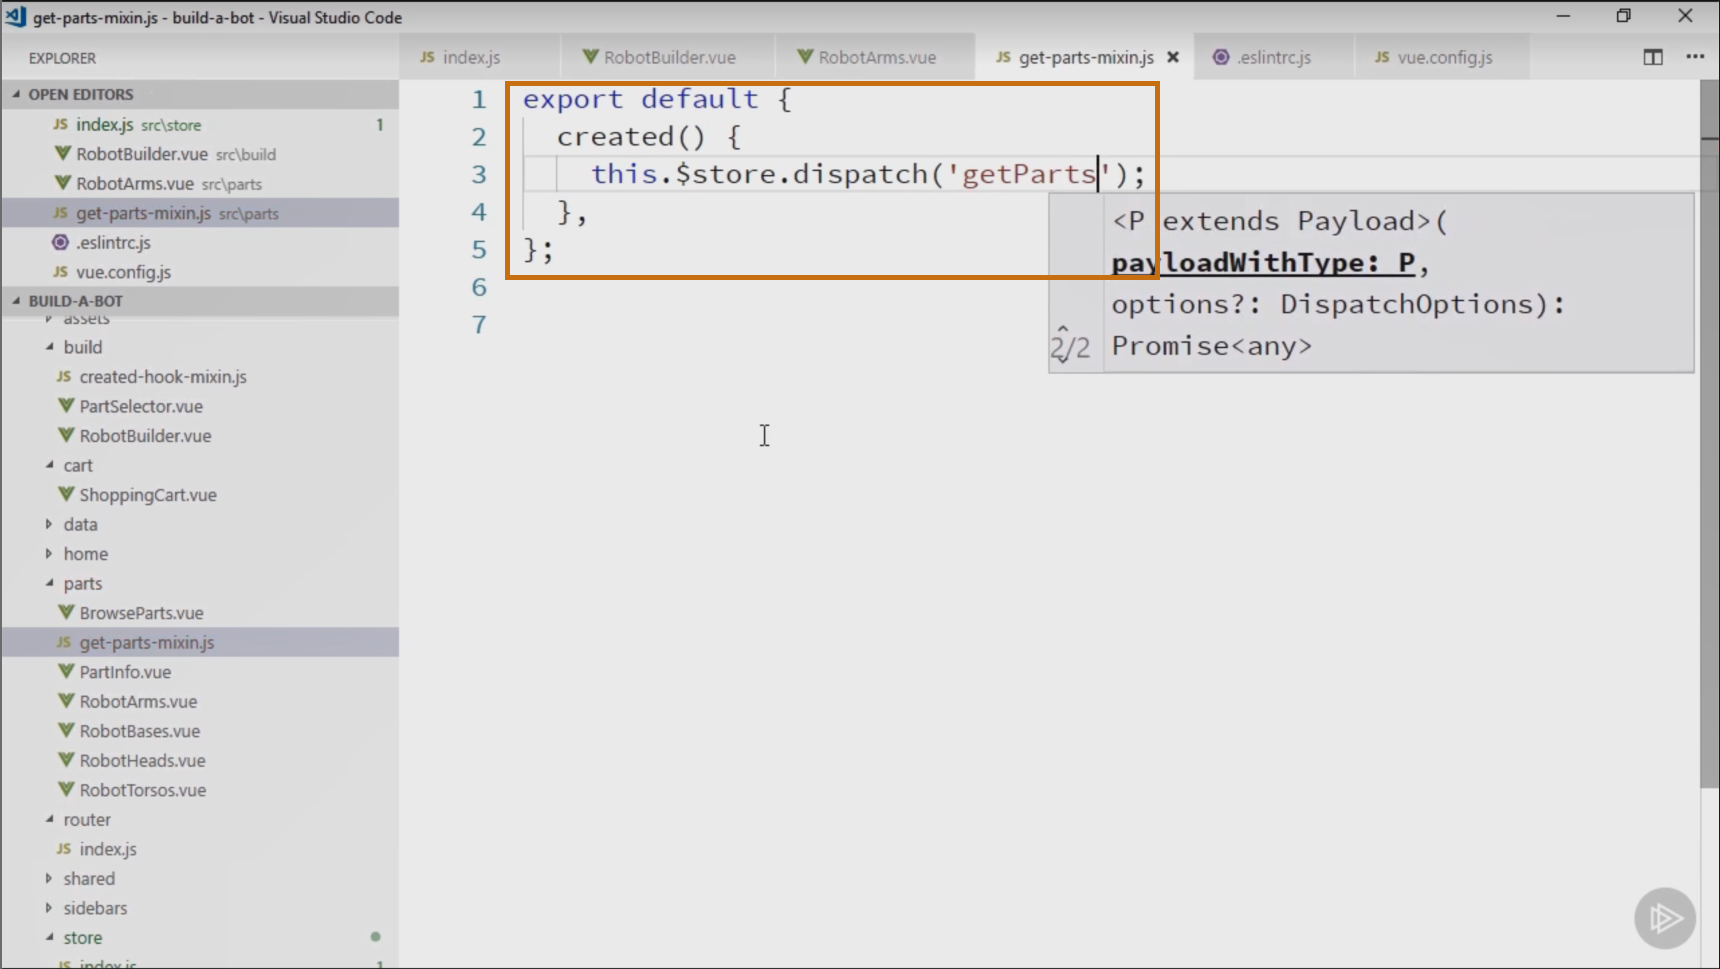 get-parts-mixin.js - build-a-bot - Visual Studio Code
EXPLORER
JS index.js
RobotBuilder.vue
RobotArms.vue
JS get-parts-mixin.js
.eslintrc.js
JS vue.config.js
OPEN EDITORS
JS index.js src\store 1
RobotBuilder.vue src\build
RobotArms.vue src\parts
JS get-parts-mixin.js src\parts
.eslintrc.js
JS vue.config.js
BUILD-A-BOT
assets
build
JS created-hook-mixin.js
PartSelector.vue
RobotBuilder.vue
cart
ShoppingCart.vue
data
home
parts
BrowseParts.vue
JS get-parts-mixin.js
PartInfo.vue
RobotArms.vue
RobotBases.vue
RobotHeads.vue
RobotTorsos.vue
router
JS index.js
shared
sidebars
store
JS index.js 1
1 export default {
2 created() {
3 this.$store.dispatch('getParts');
4 },
5 };
6
7
<P extends Payload>(
payloadWithType: P,
options?: DispatchOptions):
2/2 Promise<any>